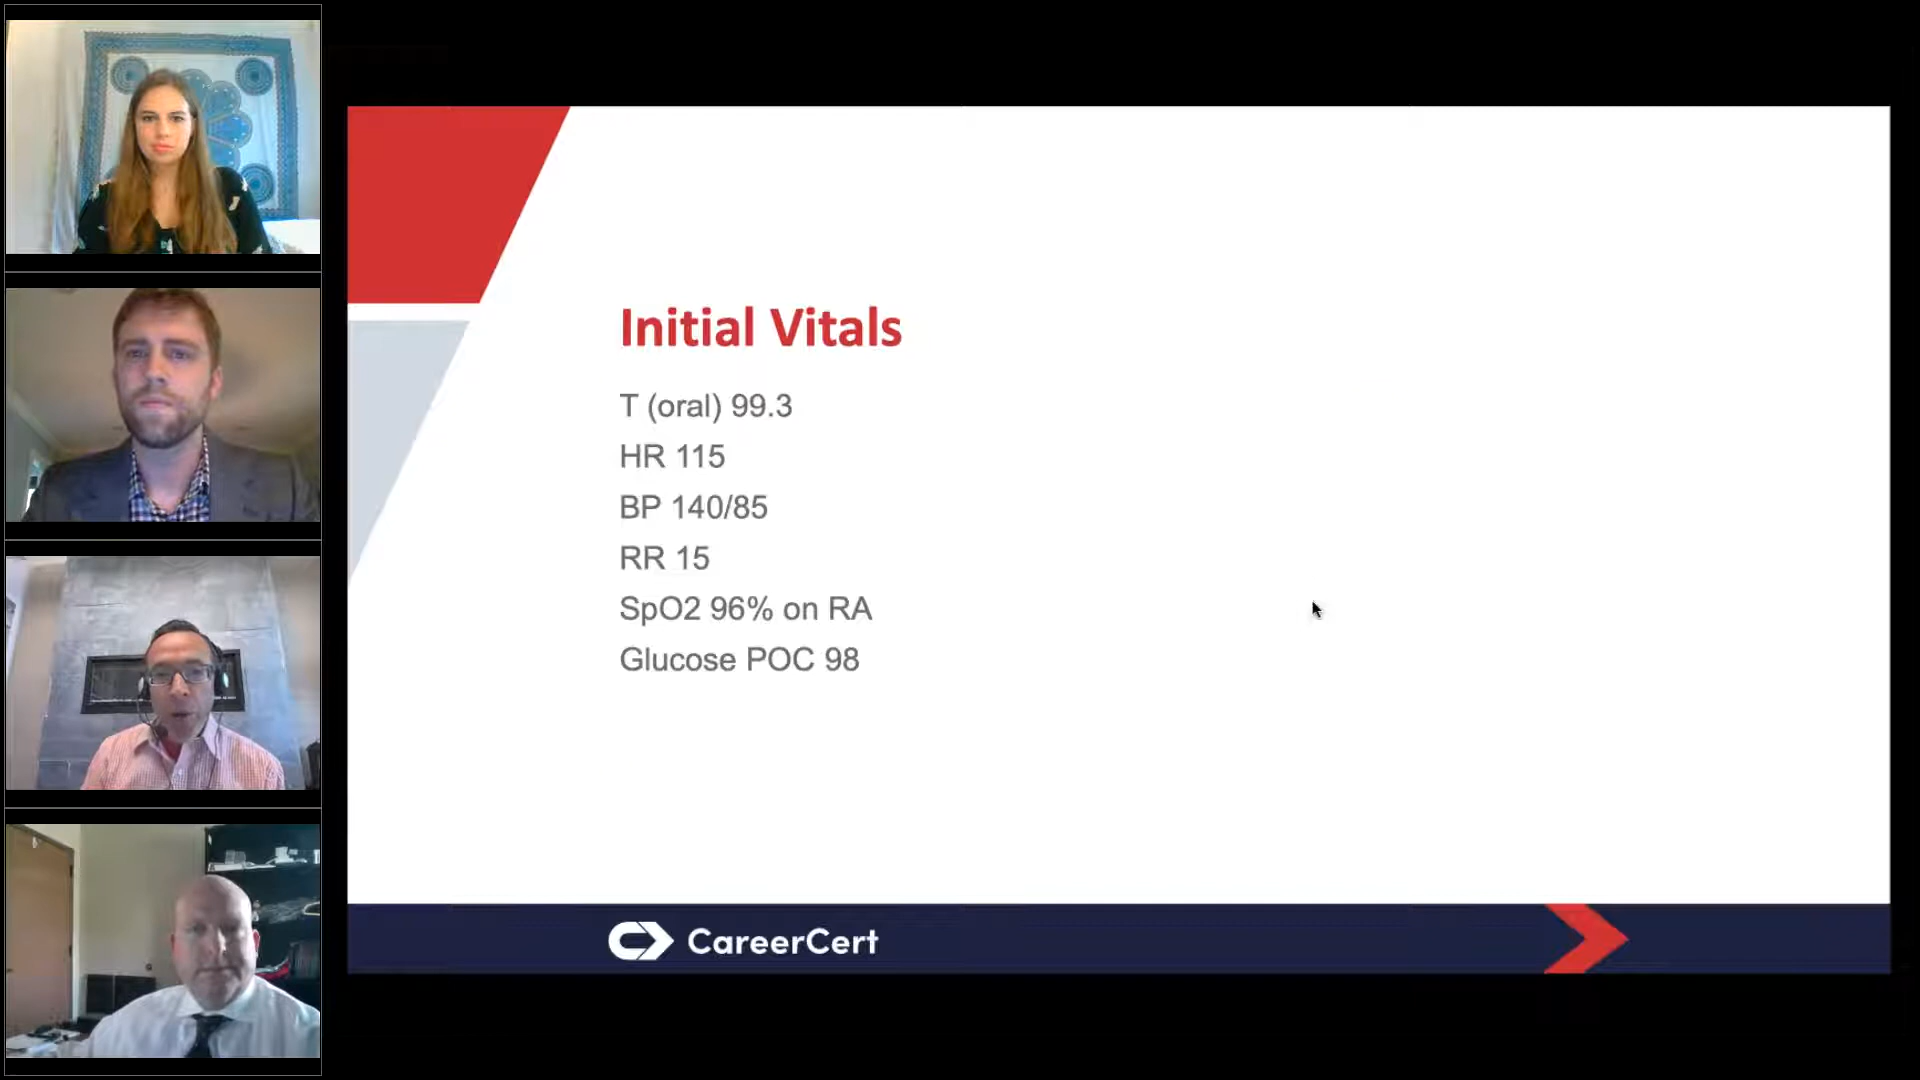 Initial Vitals
T (oral) 99.3
HR 115
BP 140/85
RR 15
SpO2 96% on RA
Glucose POC 98
CareerCert